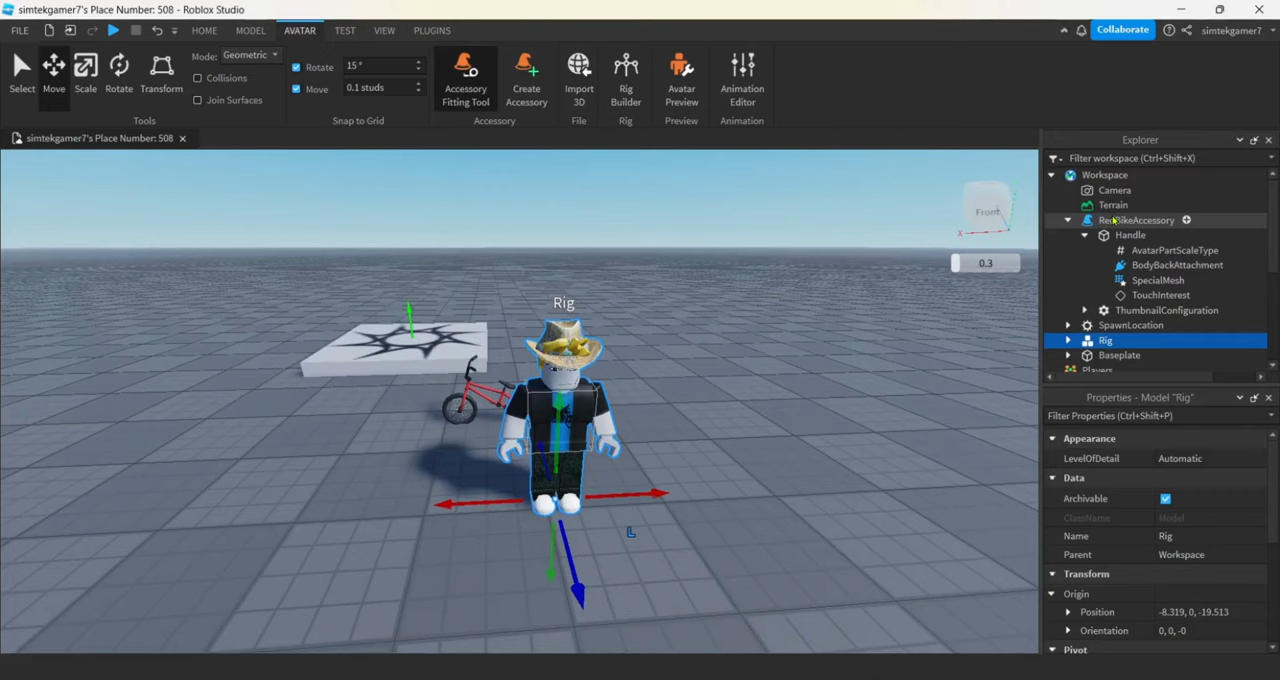 simtekgamer7's Place Number: 508 - Roblox Studio
FILE HOME MODEL AVATAR TEST VIEW PLUGINS Collaborate simtekgamer7
Select Move Scale Rotate Transform
Mode: Geometric
Collisions
Join Surfaces
Rotate 15°
Move 0.1 studs
Accessory Fitting Tool
Create Accessory
Import 3D
Rig Builder
Avatar Preview
Animation Editor
Tools Snap to Grid Accessory File Rig Preview Animation
simtekgamer7's Place Number: 508
Front
X
0.3
Rig
L
Explorer
Filter workspace (Ctrl+Shift+X)
Workspace
Camera
Terrain
RedBikeAccessory
Handle
AvatarPartScaleType
BodyBackAttachment
SpecialMesh
TouchInterest
ThumbnailConfiguration
SpawnLocation
Rig
Baseplate
Players
Properties - Model "Rig"
Filter Properties (Ctrl+Shift+P)
Appearance
LevelOfDetail Automatic
Data
Archivable
ClassName Model
Name Rig
Parent Workspace
Transform
Origin
Position -8.319, 0, -19.513
Orientation 0, 0, -0
Pivot